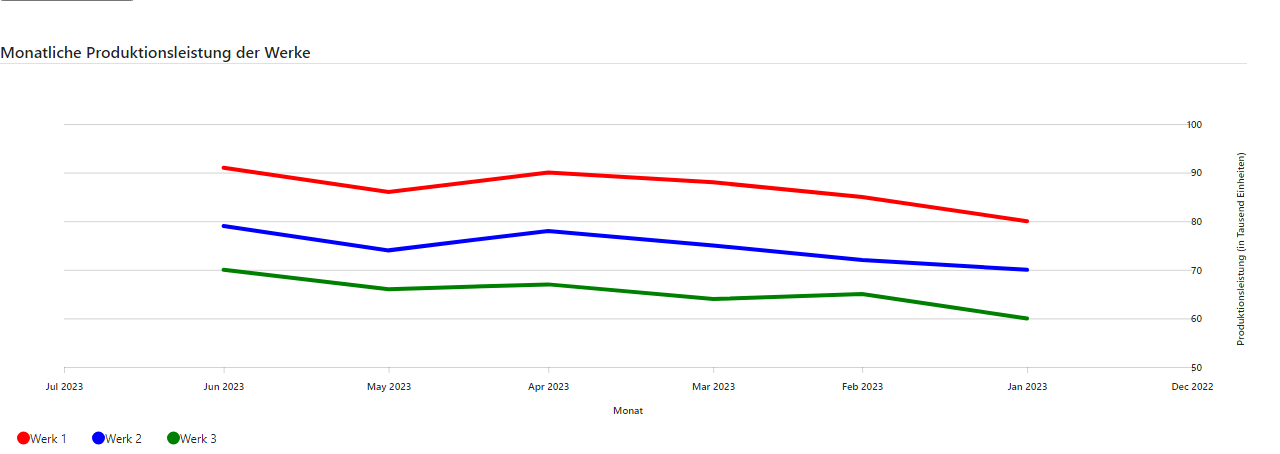 Monatliche Produktionsleistung der Werke
100
90
80
70
60
50
Produktionsleistung (in Tausend Einheiten)
Jul 2023 Jun 2023 May 2023 Apr 2023 Mar 2023 Feb 2023 Jan 2023 Dec 2022
Monat
Werk 1 Werk 2 Werk 3